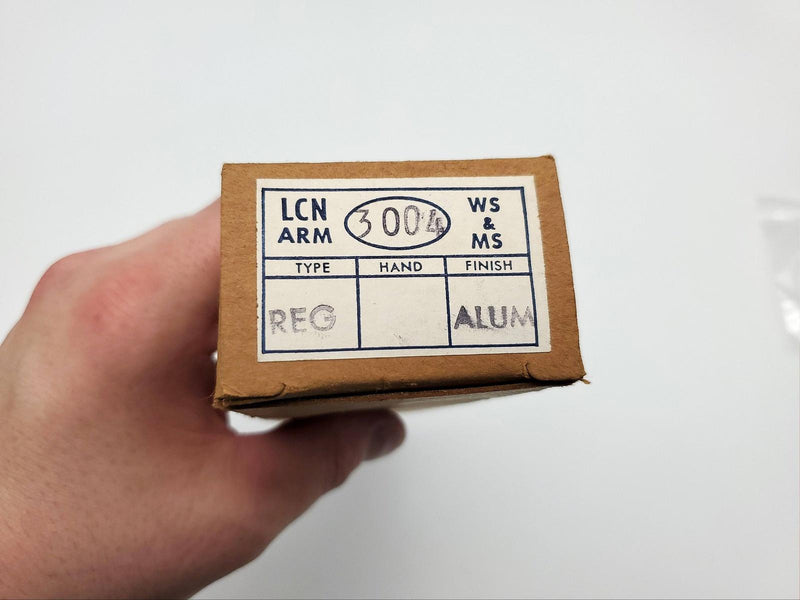 LCN ARM 3004 WS & MS
TYPE HAND FINISH
REG ALUM